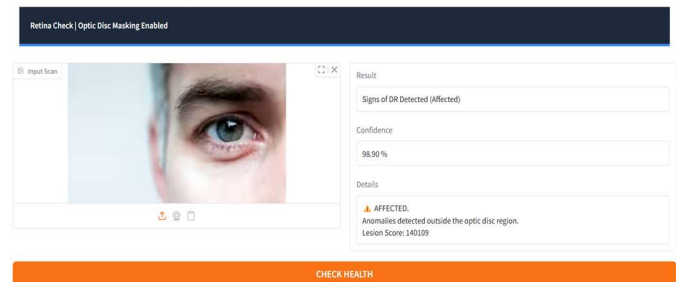 Retina Check | Optic Disc Masking Enabled
Input Scan
Result
Signs of DR Detected (Affected)
Confidence
98.90 %
Details
⚠️ AFFECTED.
Anomalies detected outside the optic disc region.
Lesion Score: 140109
CHECK HEALTH